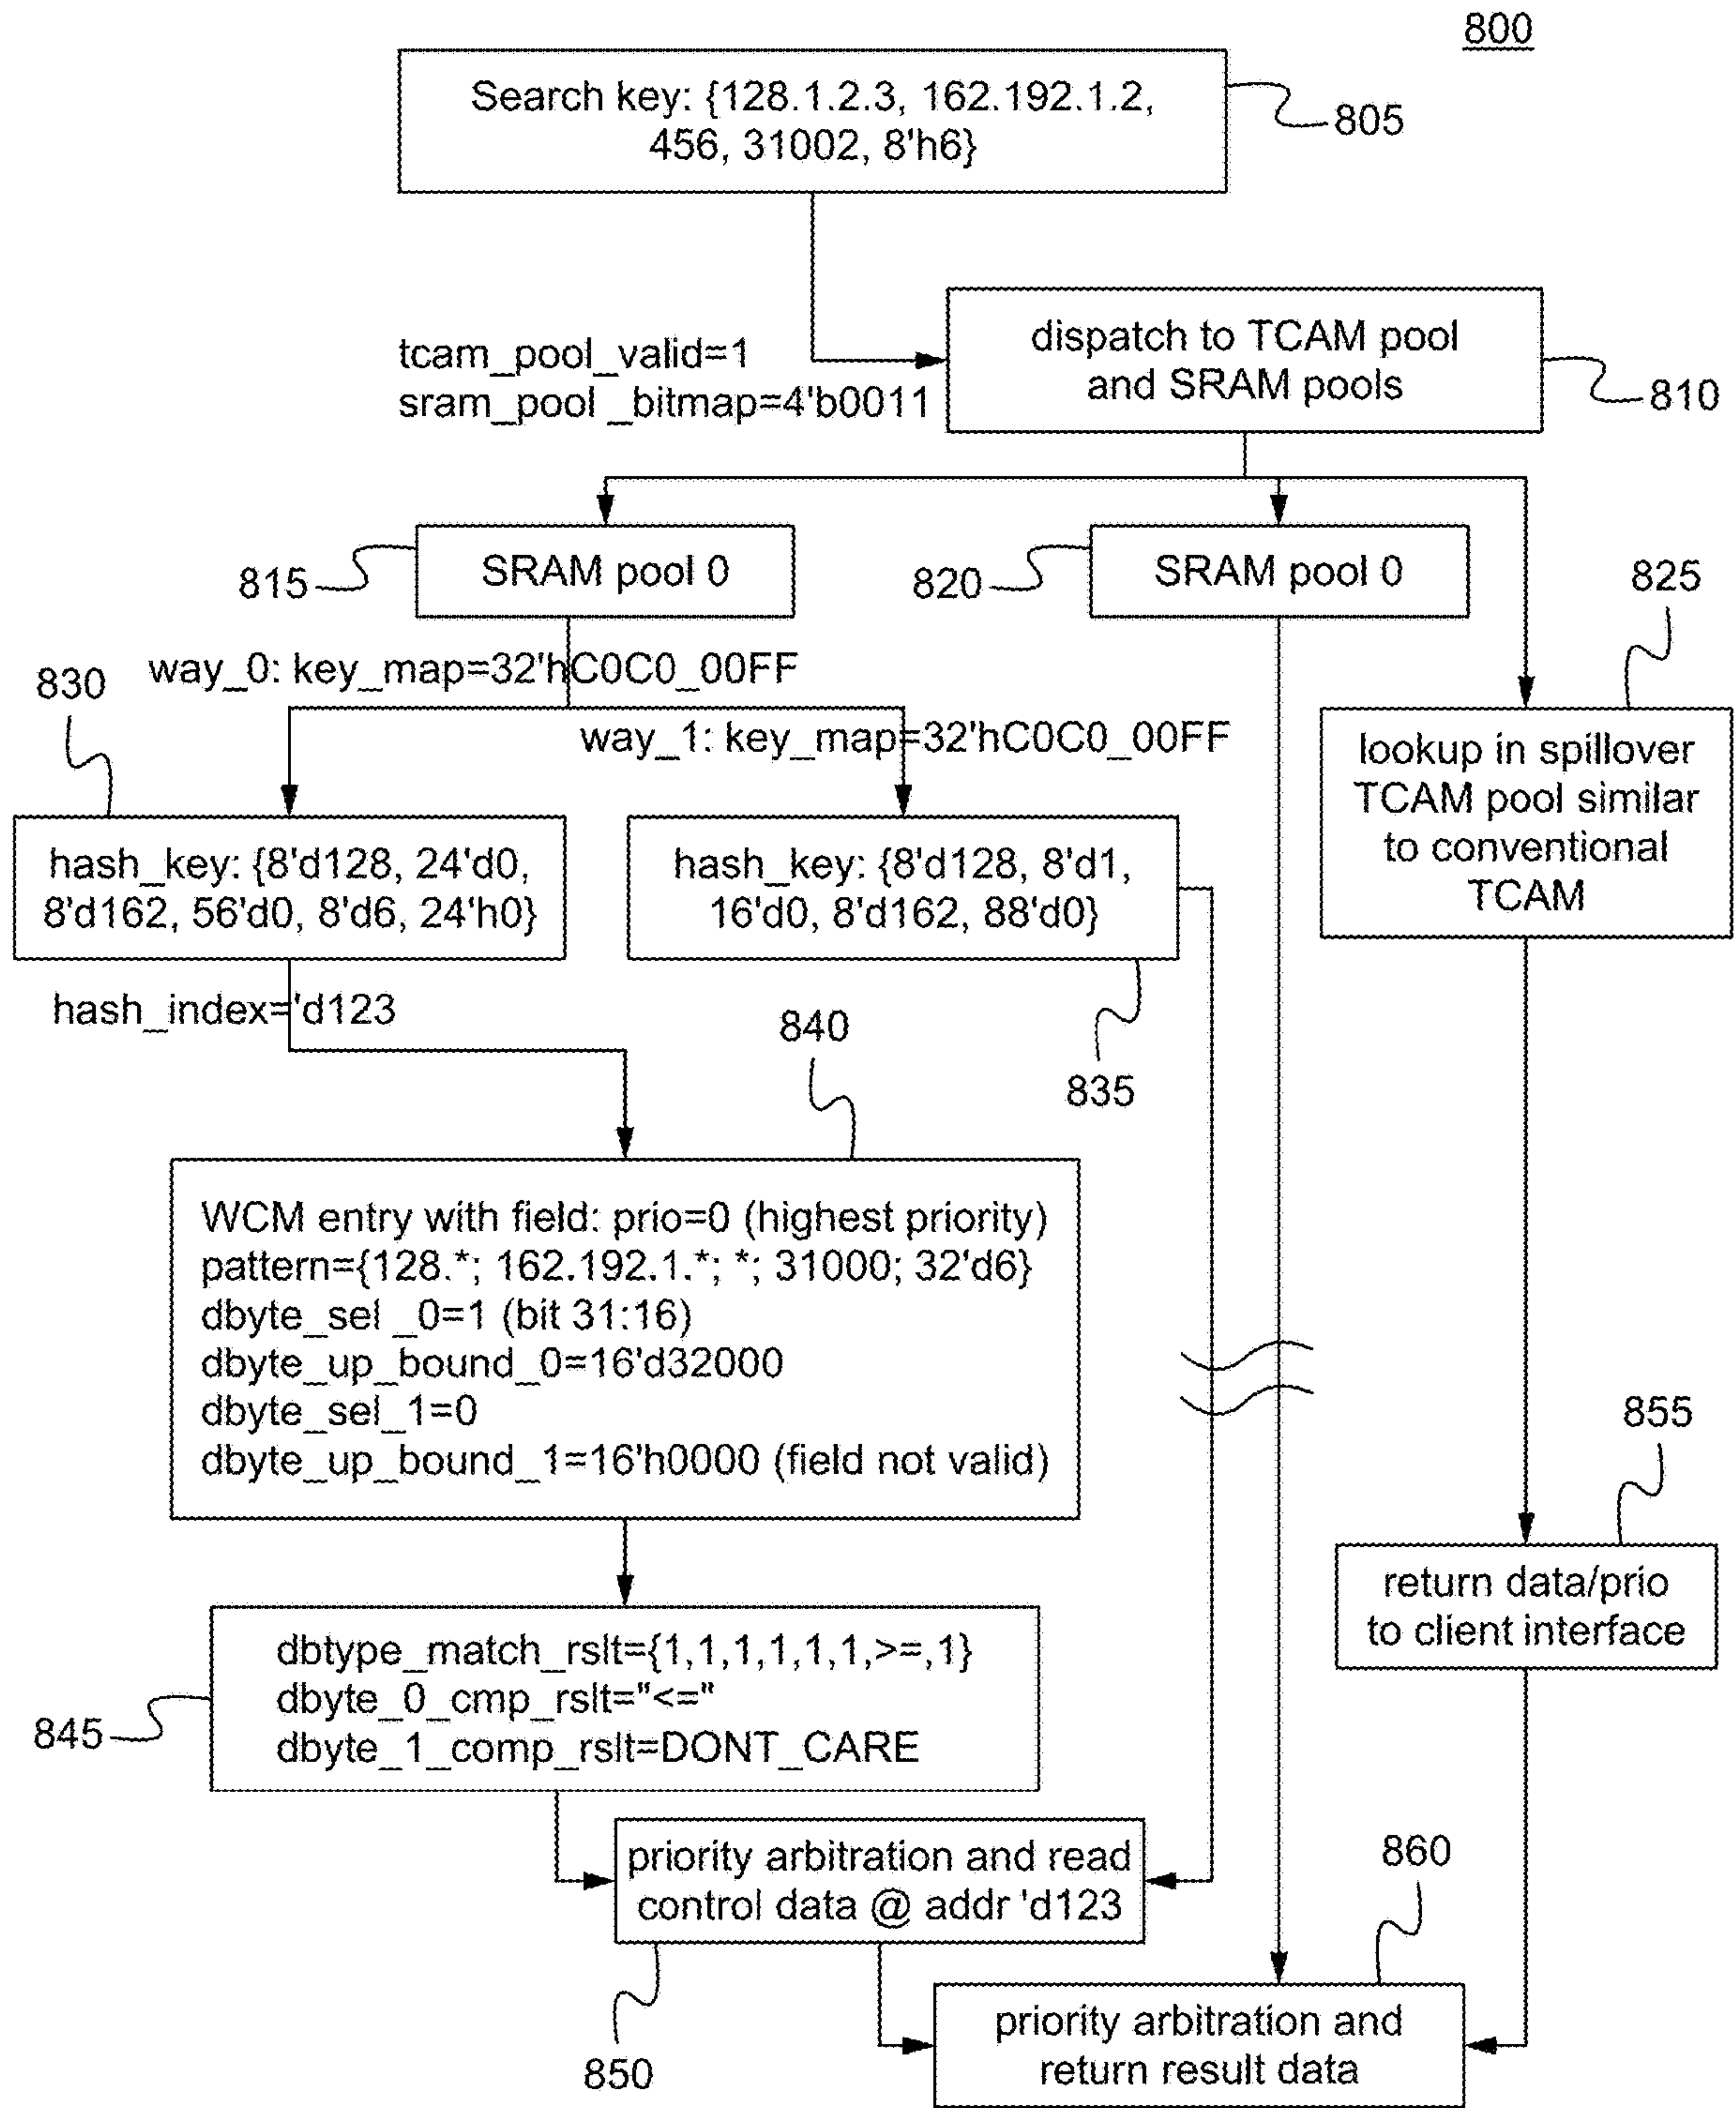 800
Search key: {128.1.2.3, 162.192.1.2,
456, 31002, 8'h6}
805
tcam_pool_valid=1
sram_pool _bitmap=4'b0011
dispatch to TCAM pool
and SRAM pools
810
815
SRAM pool 0
820
SRAM pool 0
825
830
way_0: key_map=32'hC0C0_00FF
way_1: key_map=32'hC0C0_00FF
lookup in spillover
TCAM pool similar
to conventional
TCAM
hash_key: {8'd128, 24'd0,
8'd162, 56'd0, 8'd6, 24'h0}
hash_key: {8'd128, 8'd1,
16'd0, 8'd162, 88'd0}
hash_index='d123
840
835
WCM entry with field: prio=0 (highest priority)
pattern={128.*; 162.192.1.*; *; 31000; 32'd6}
dbyte_sel _0=1 (bit 31:16)
dbyte_up_bound_0=16'd32000
dbyte_sel_1=0
dbyte_up_bound_1=16'h0000 (field not valid)
855
return data/prio
to client interface
dbtype_match_rslt={1,1,1,1,1,1,>=,1}
dbyte_0_cmp_rslt="<="
dbyte_1_comp_rslt=DONT_CARE
845
priority arbitration and read
control data @ addr 'd123
850
860
priority arbitration and
return result data